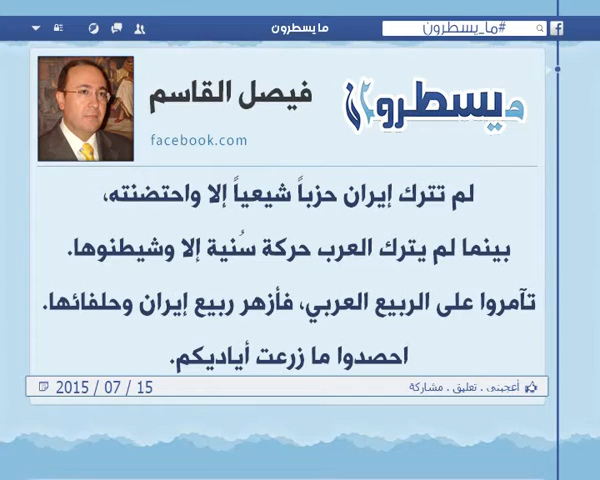 ما يسطرون
#ما_يسطرون
ما يسطرون
فيصل القاسم
facebook.com
لم تترك إيران حزباً شيعياً إلا واحتضنته،
بينما لم يترك العرب حركة سُنية إلا وشيطنوها.
تآمروا على الربيع العربي، فأزهر ربيع إيران وحلفائها.
احصدوا ما زرعت أياديكم.
أعجبني . تعليق . مشاركة
2015 / 07 / 15